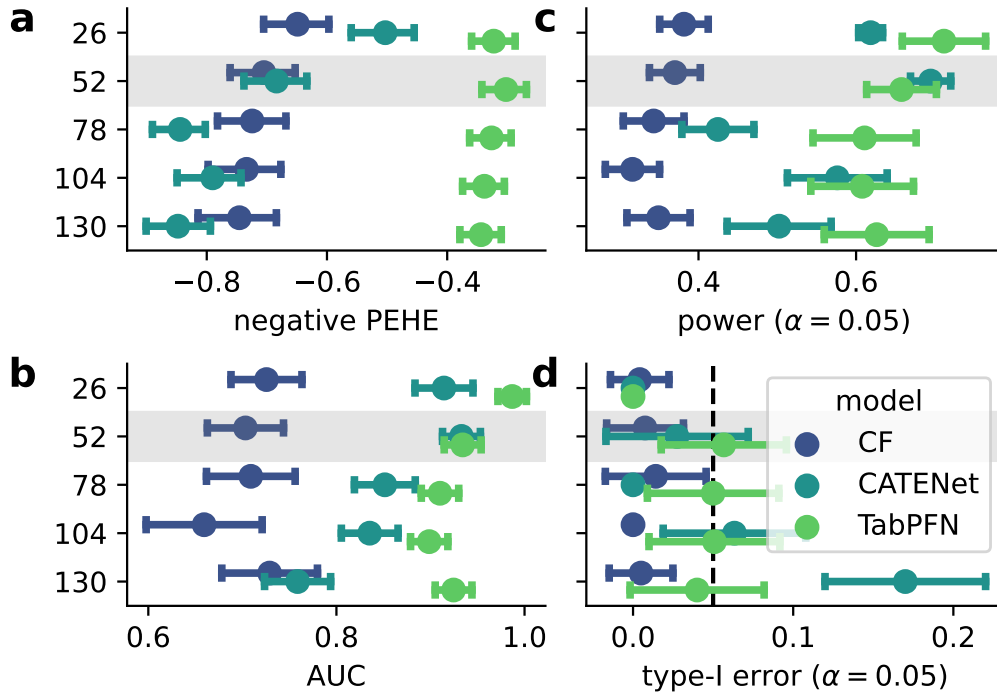 a
26
52
78
104
130
−0.8
−0.6
−0.4
negative PEHE
c
0.4
0.6
power (α = 0.05)
b
26
52
78
104
130
0.6
0.8
1.0
AUC
d
model
CF
CATENet
TabPFN
0.0
0.1
0.2
type-I error (α = 0.05)